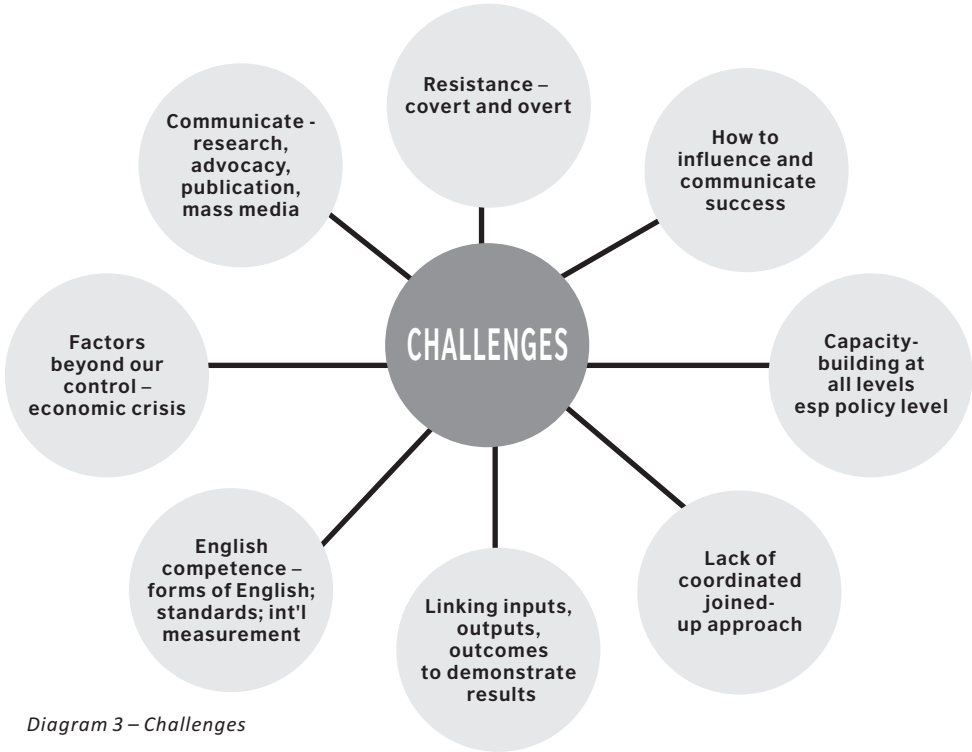 Resistance –
covert and overt
How to
influence and
communicate
success
Capacity-
building at
all levels
esp policy level
Lack of
coordinated
joined-
up approach
Linking inputs,
outputs,
outcomes
to demonstrate
results
English
competence –
forms of English;
standards; int'l
measurement
Factors
beyond our
control –
economic crisis
Communicate -
research,
advocacy,
publication,
mass media
CHALLENGES
Diagram 3 – Challenges